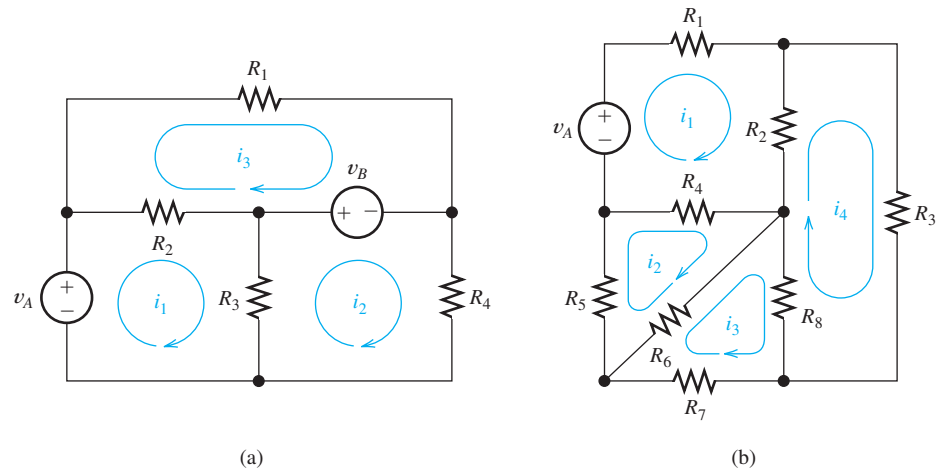 R1
i3
vB
+ −
R2
vA
+
−
i1
R3
i2
R4
(a)
R1
vA
+
−
i1
R2
R4
i4
R3
i2
R5
R6
i3
R8
R7
(b)